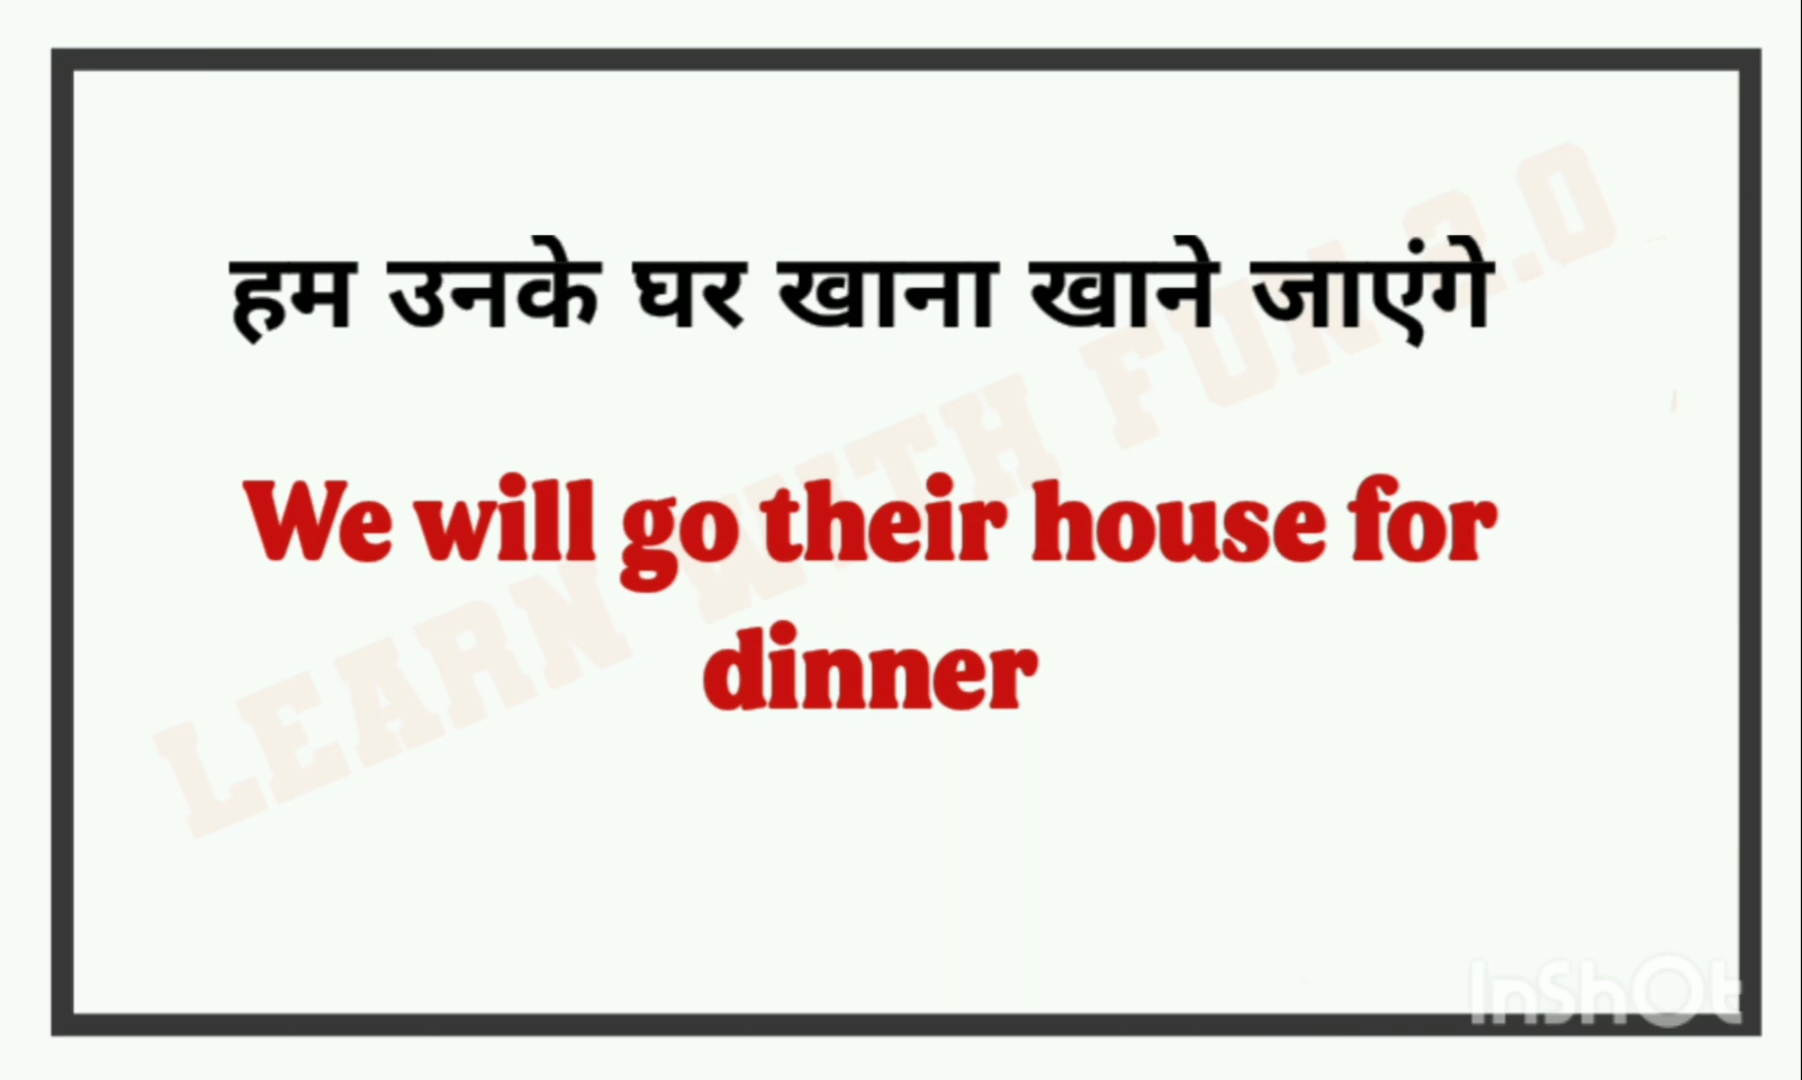 हम उनके घर खाना खाने जाएंगे
We will go their house for
dinner
LEARN WITH FUN 2.0
InShOt